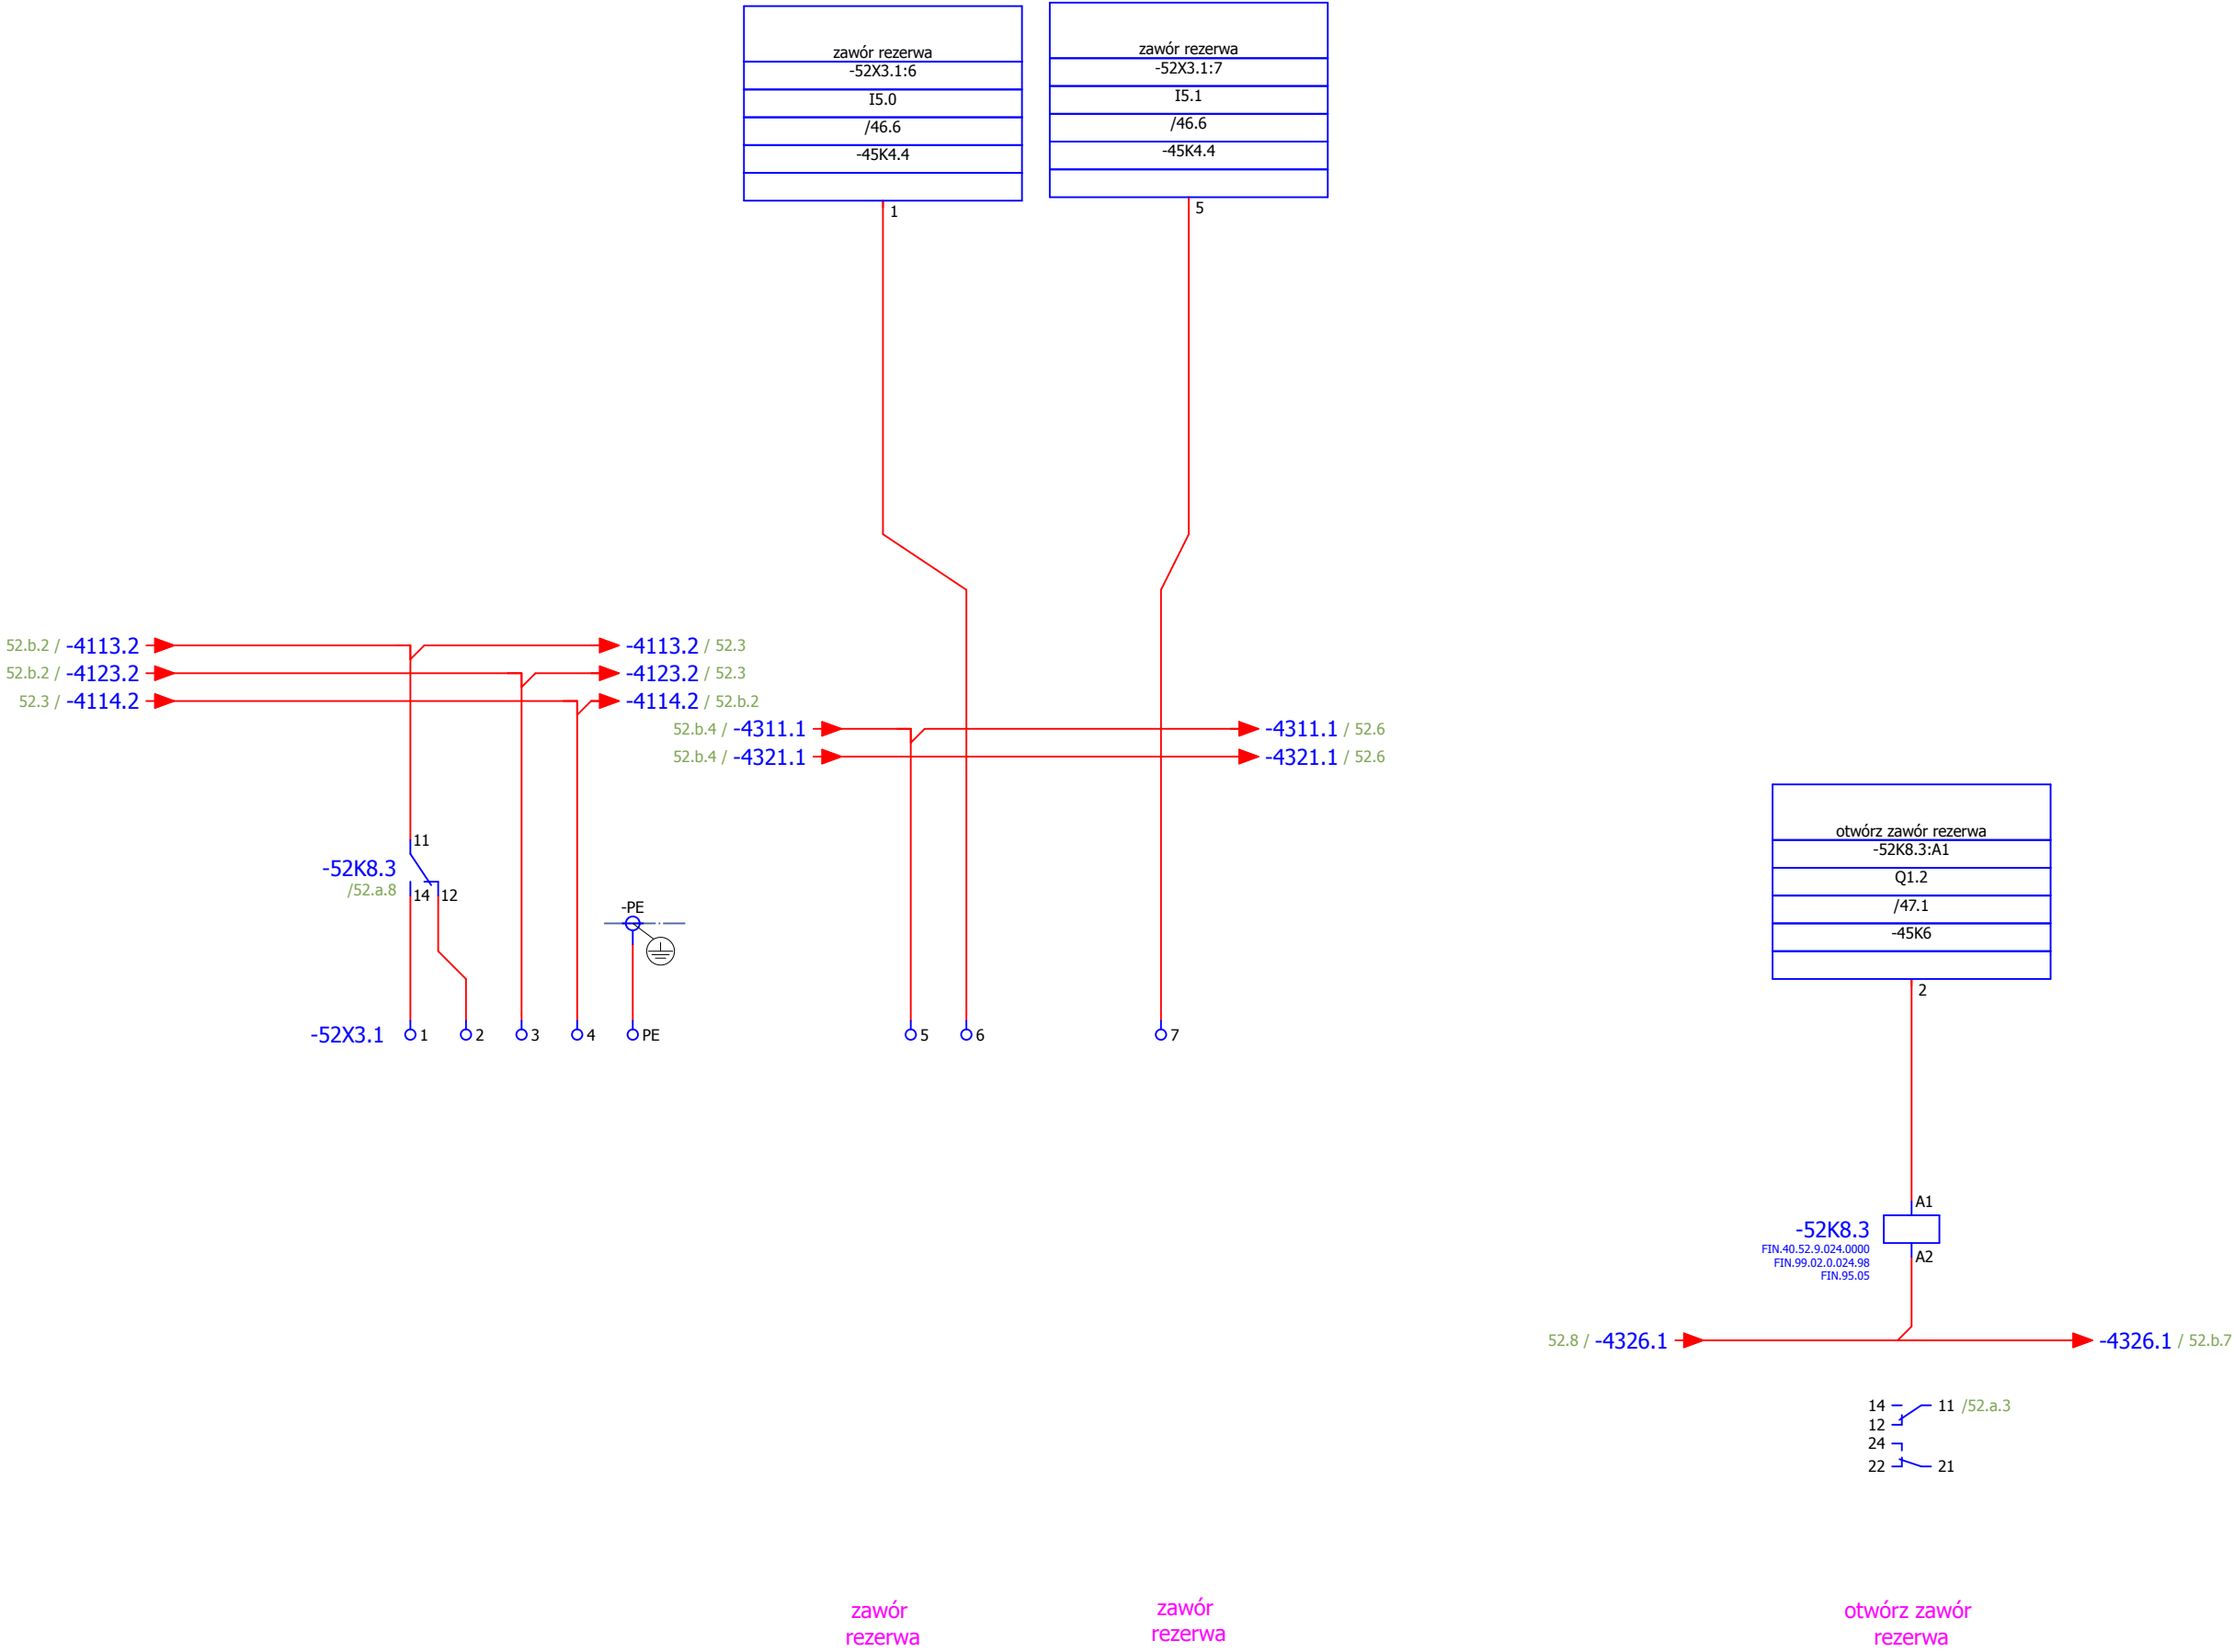 zawór rezerwa
-52X3.1:6
I5.0
/46.6
-45K4.4
1
zawór rezerwa
-52X3.1:7
I5.1
/46.6
-45K4.4
5
52.b.2 / -4113.2
-4113.2 / 52.3
52.b.2 / -4123.2
-4123.2 / 52.3
52.3 / -4114.2
-4114.2 / 52.b.2
52.b.4 / -4311.1
-4311.1 / 52.6
52.b.4 / -4321.1
-4321.1 / 52.6
11
-52K8.3
/52.a.8
14
12
-PE
-52X3.1
1
2
3
4
PE
5
6
7
otwórz zawór rezerwa
-52K8.3:A1
Q1.2
/47.1
-45K6
2
A1
-52K8.3
FIN.40.52.9.024.0000
FIN.99.02.0.024.98
FIN.95.05
A2
52.8 / -4326.1
-4326.1 / 52.b.7
14
11 /52.a.3
12
24
22
21
zawór
rezerwa
zawór
rezerwa
otwórz zawór
rezerwa